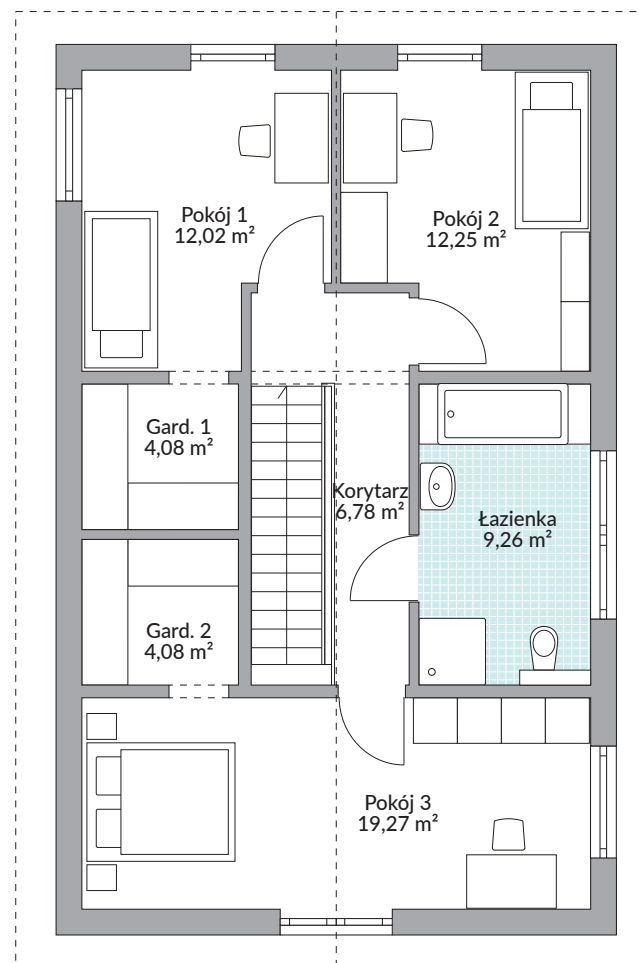 Pokój 1
12,02 m²
Pokój 2
12,25 m²
Gard. 1
4,08 m²
Korytarz
6,78 m²
Łazienka
9,26 m²
Gard. 2
4,08 m²
Pokój 3
19,27 m²